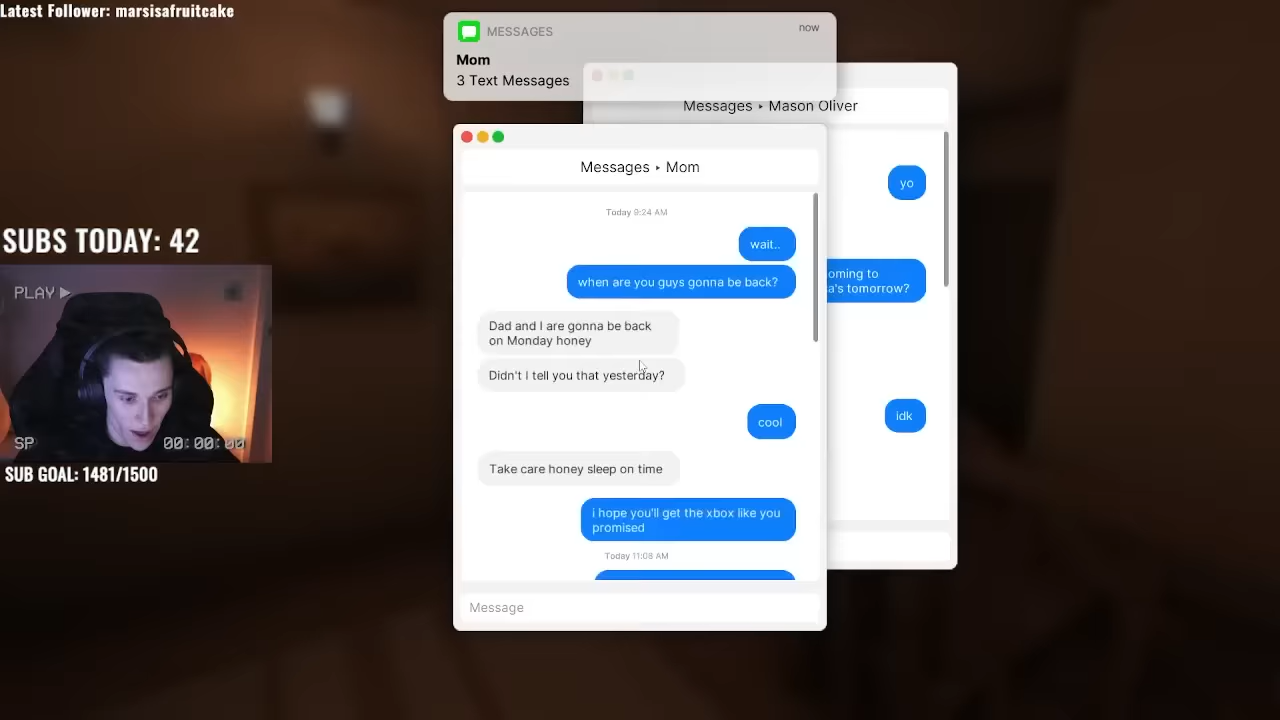 Latest Follower: marsisafruitcake
MESSAGES
now
Mom
3 Text Messages
Messages ‣ Mason Oliver
yo
oming to
a's tomorrow?
idk
Messages ‣ Mom
Today 9:24 AM
wait..
when are you guys gonna be back?
Dad and I are gonna be back
on Monday honey
Didn't I tell you that yesterday?
cool
Take care honey sleep on time
i hope you'll get the xbox like you
promised
Today 11:08 AM
Message
SUBS TODAY: 42
PLAY
SP
00:00:00
SUB GOAL: 1481/1500